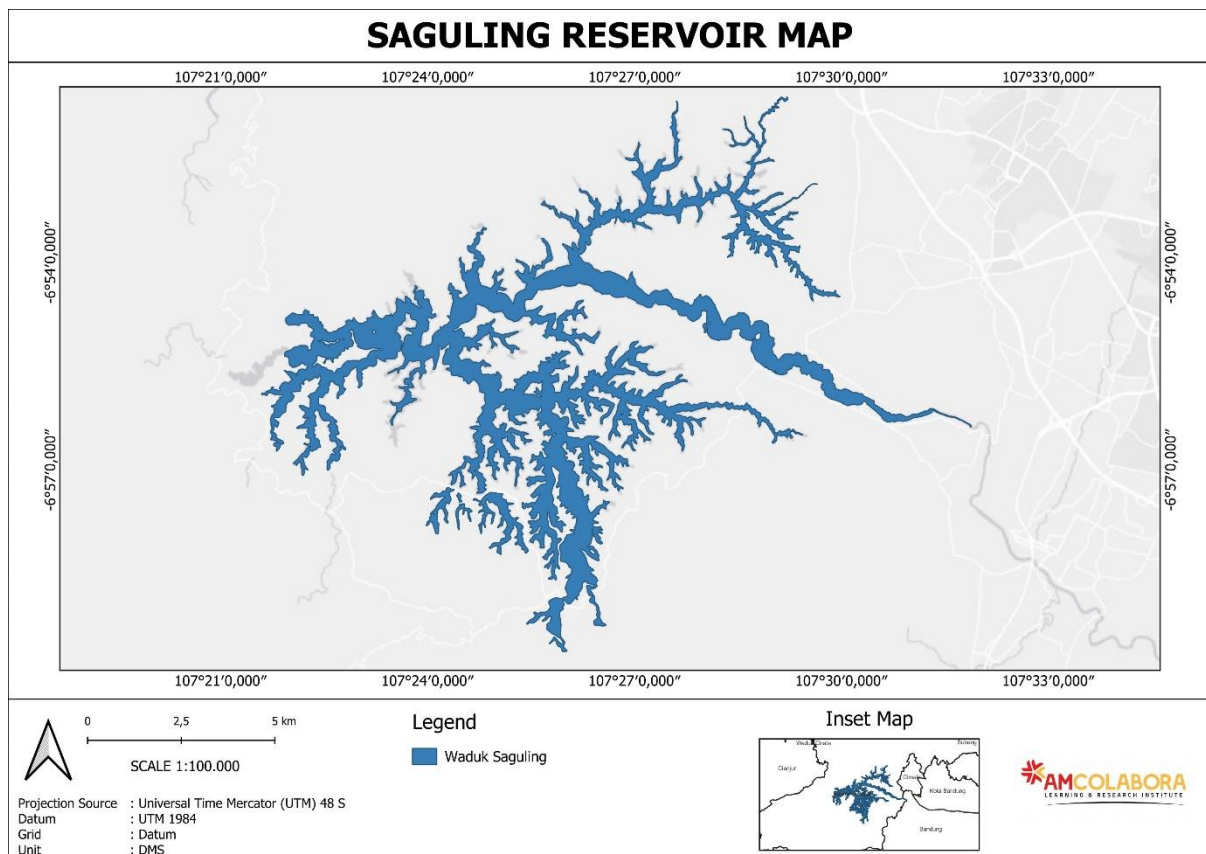 SAGULING RESERVOIR MAP
107°21′0,000″ 107°24′0,000″ 107°27′0,000″ 107°30′0,000″ 107°33′0,000″
-6°54′0,000″ -6°54′0,000″
-6°57′0,000″ -6°57′0,000″
107°21′0,000″ 107°24′0,000″ 107°27′0,000″ 107°30′0,000″ 107°33′0,000″
0 2,5 5 km
SCALE 1:100.000
Projection Source : Universal Time Mercator (UTM) 48 S
Datum : UTM 1984
Grid : Datum
Unit : DMS
Legend
Waduk Saguling
Inset Map
Cianjur
Kota Bandung
Bandung
AMCOLABORA
LEARNING & RESEARCH INSTITUTE